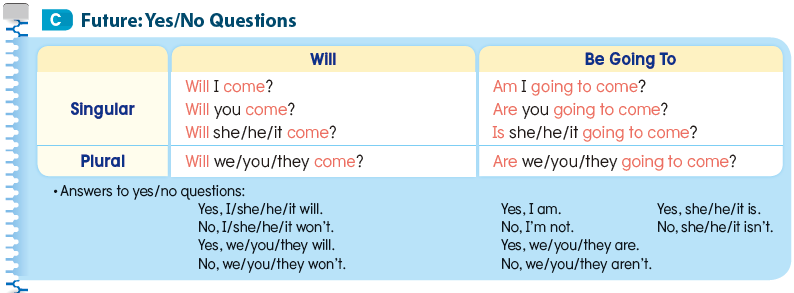 C Future: Yes/No Questions
Will Be Going To
Singular
Will I come? Am I going to come?
Will you come? Are you going to come?
Will she/he/it come? Is she/he/it going to come?
Plural Will we/you/they come? Are we/you/they going to come?
• Answers to yes/no questions:
Yes, I/she/he/it will. Yes, I am. Yes, she/he/it is.
No, I/she/he/it won't. No, I'm not. No, she/he/it isn't.
Yes, we/you/they will. Yes, we/you/they are.
No, we/you/they won't. No, we/you/they aren't.